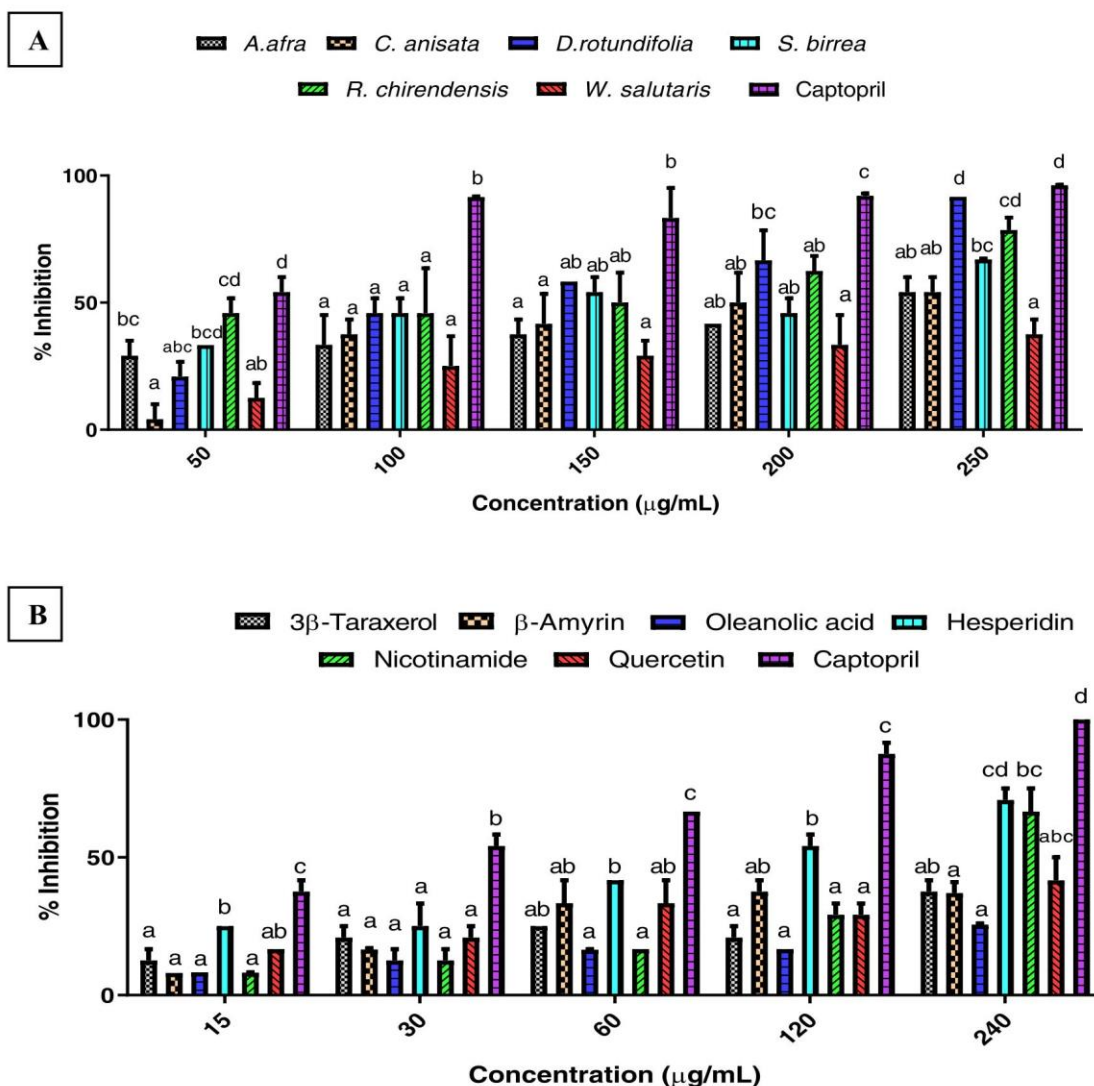 A
A.afra C. anisata D.rotundifolia S. birrea
R. chirendensis W. salutaris Captopril
% Inhibition
100
50
0
bc a abc bcd cd ab d
a a a a a a b
a a ab ab ab a b
ab ab bc ab ab a c
ab ab d bc cd a d
50 100 150 200 250
Concentration (μg/mL)
B
3β-Taraxerol β-Amyrin Oleanolic acid Hesperidin
Nicotinamide Quercetin Captopril
% Inhibition
100
50
0
a a a b a ab c
a a a a a a b
ab ab a b a ab c
a ab a b a a c
ab a a cd bc abc d
15 30 60 120 240
Concentration (μg/mL)